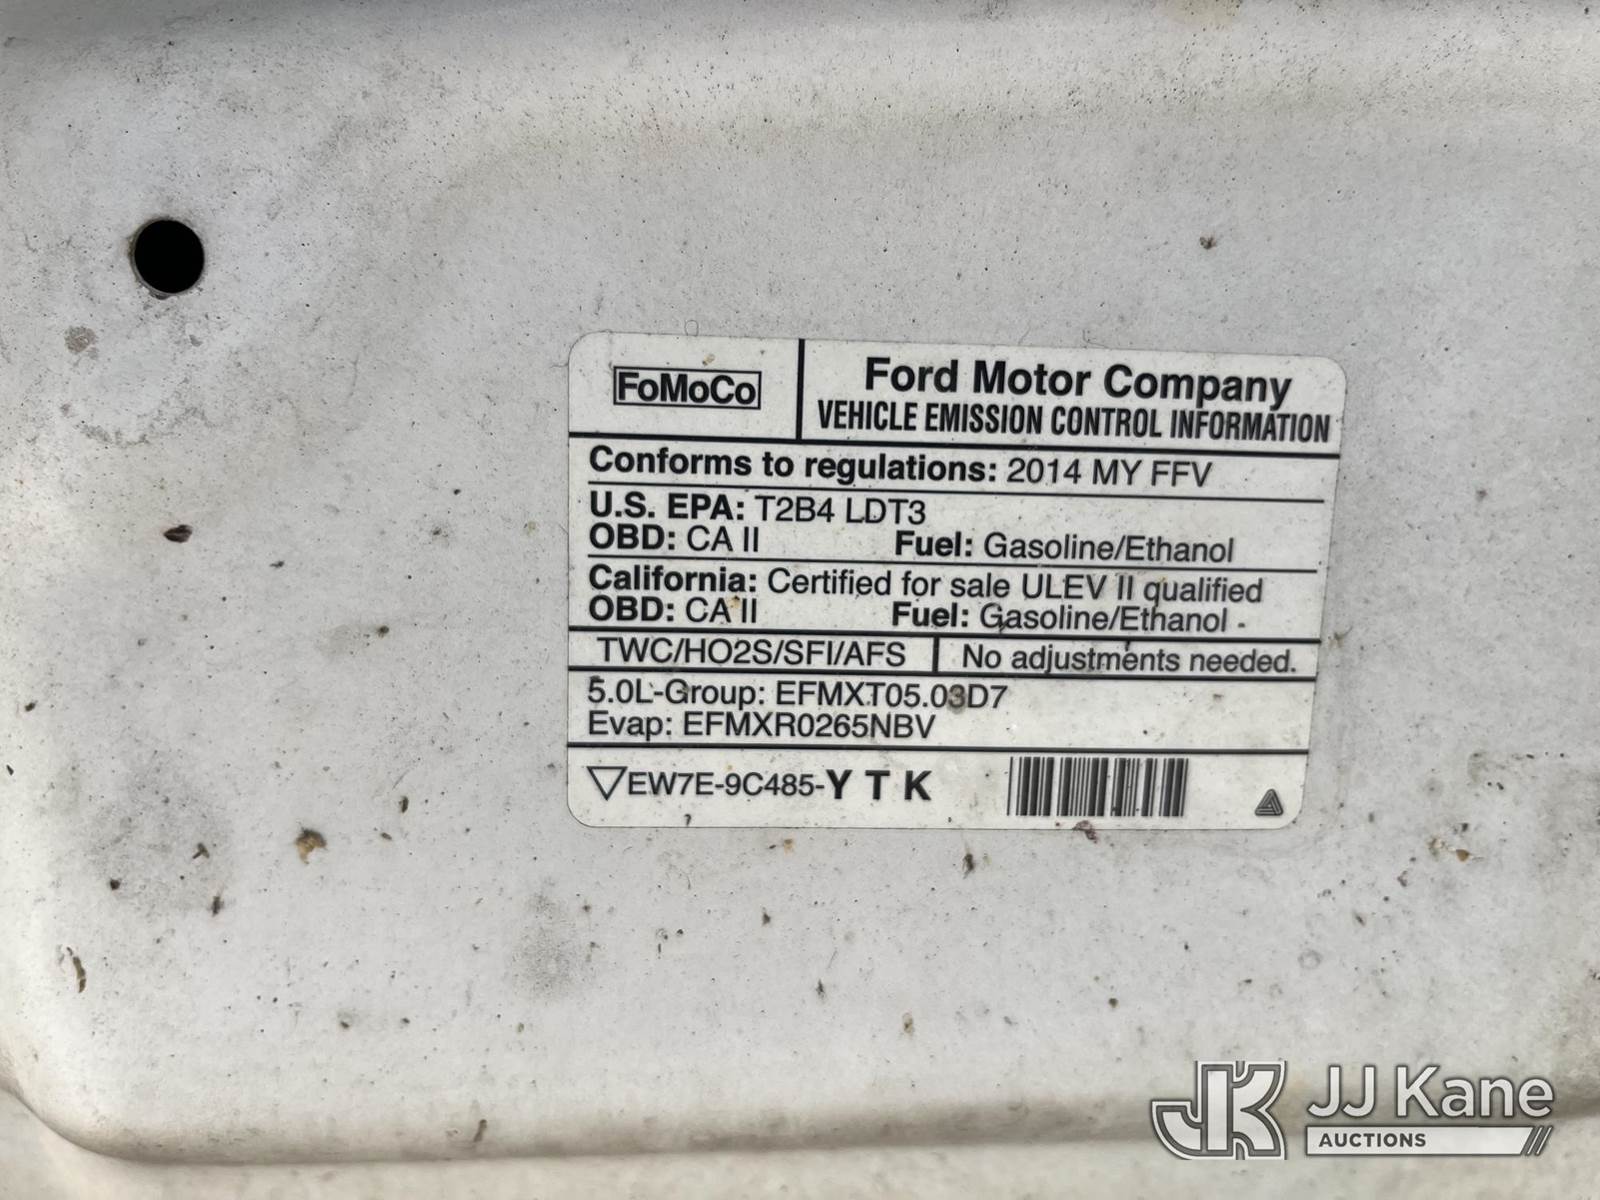 FoMoCo
Ford Motor Company
VEHICLE EMISSION CONTROL INFORMATION
Conforms to regulations: 2014 MY FFV
U.S. EPA: T2B4 LDT3
OBD: CA II Fuel: Gasoline/Ethanol
California: Certified for sale ULEV II qualified
OBD: CA II Fuel: Gasoline/Ethanol
TWC/HO2S/SFI/AFS No adjustments needed.
5.0L-Group: EFMXT05.03D7
Evap: EFMXR0265NBV
EW7E-9C485-Y T K
JK JJ Kane
AUCTIONS